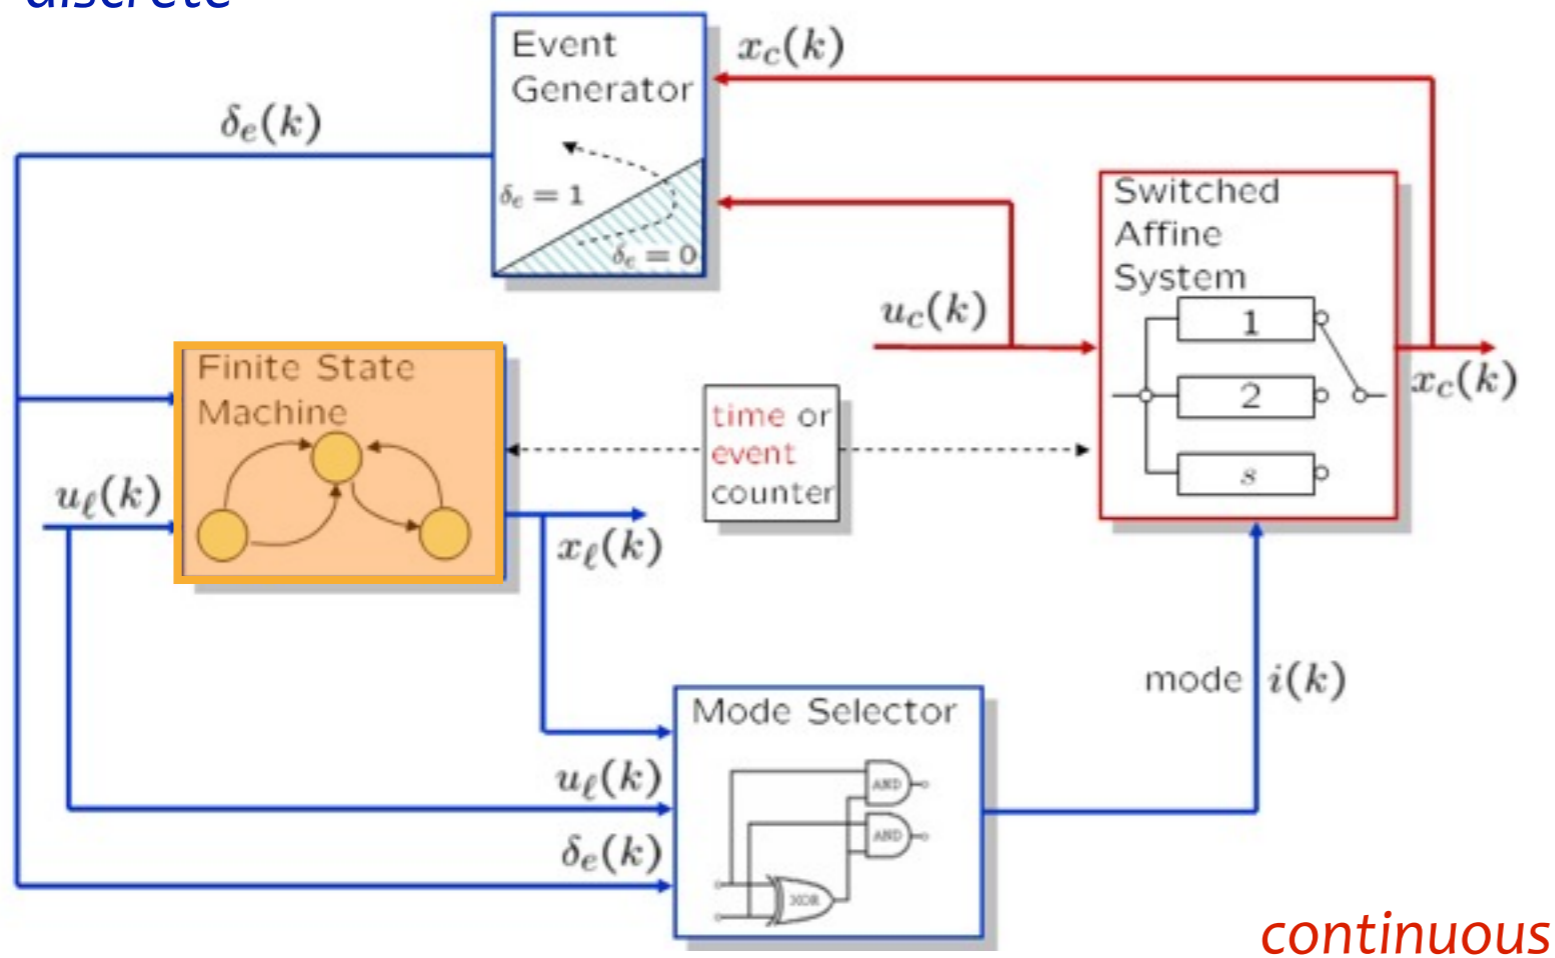 discrete
Event
Generator
x_c(k)
δ_e(k)
δ_e = 1
δ_e = 0
Switched
Affine
System
u_c(k)
1
2
s
x_c(k)
Finite State
Machine
time or
event
counter
u_ℓ(k)
x_ℓ(k)
mode i(k)
Mode Selector
u_ℓ(k)
AND
AND
δ_e(k)
XOR
continuous